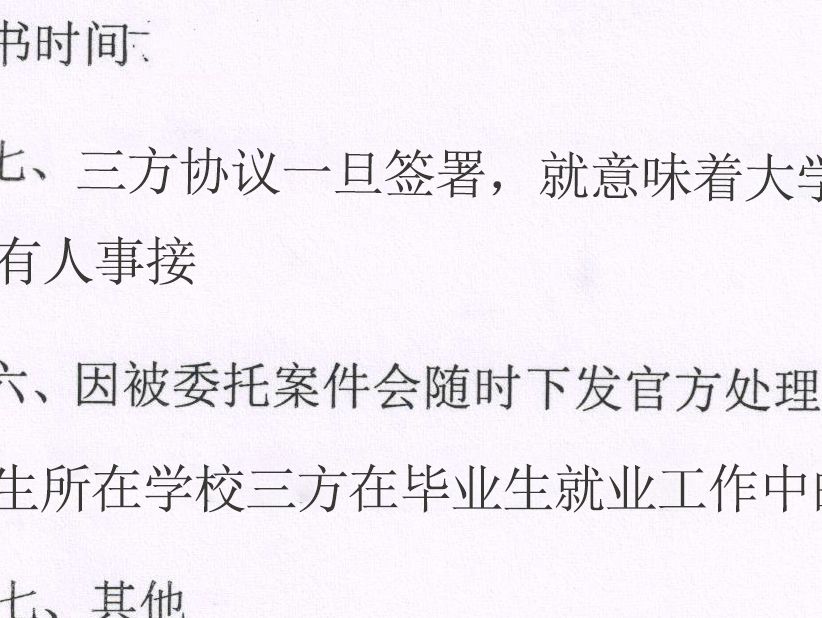 书时间
七、三方协议一旦签署，就意味着大学
有人事接
六、因被委托案件会随时下发官方处理
生所在学校三方在毕业生就业工作中的
七、其他